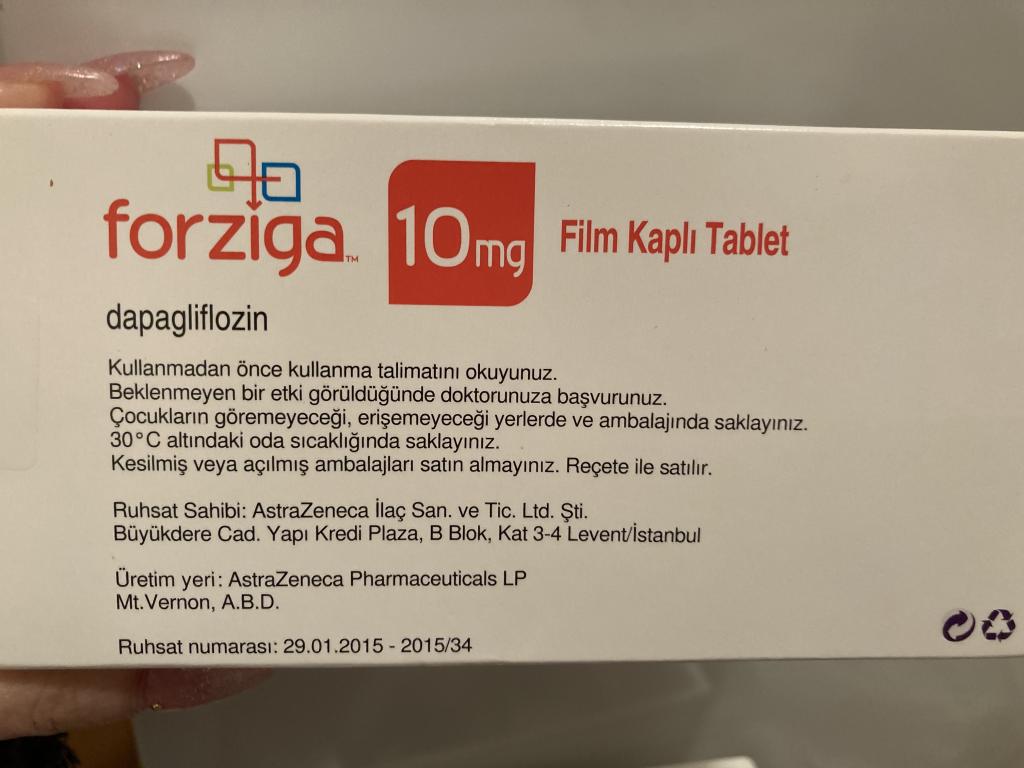 forziga™
10mg
Film Kaplı Tablet
dapagliflozin
Kullanmadan önce kullanma talimatını okuyunuz.
Beklenmeyen bir etki görüldüğünde doktorunuza başvurunuz.
Çocukların göremeyeceği, erişemeyeceği yerlerde ve ambalajında saklayınız.
30°C altındaki oda sıcaklığında saklayınız.
Kesilmiş veya açılmış ambalajları satın almayınız. Reçete ile satılır.
Ruhsat Sahibi: AstraZeneca İlaç San. ve Tic. Ltd. Şti.
Büyükdere Cad. Yapı Kredi Plaza, B Blok, Kat 3-4 Levent/İstanbul
Üretim yeri: AstraZeneca Pharmaceuticals LP
Mt.Vernon, A.B.D.
Ruhsat numarası: 29.01.2015 - 2015/34